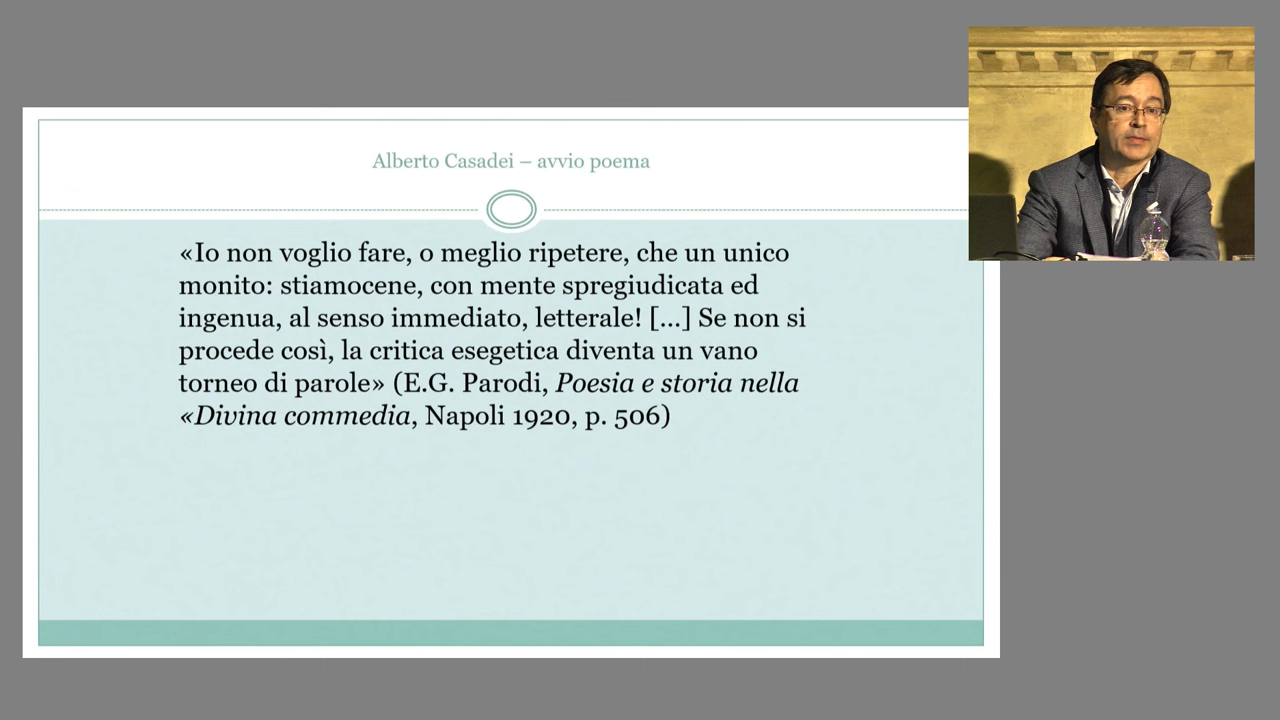 Alberto Casadei – avvio poema
«Io non voglio fare, o meglio ripetere, che un unico
monito: stiamocene, con mente spregiudicata ed
ingenua, al senso immediato, letterale! [...] Se non si
procede così, la critica esegetica diventa un vano
torneo di parole» (E.G. Parodi, Poesia e storia nella
«Divina commedia, Napoli 1920, p. 506)